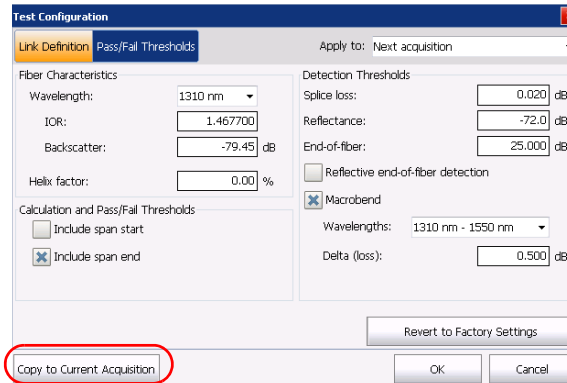 Test Configuration
Link Definition Pass/Fail Thresholds
Apply to: Next acquisition
Fiber Characteristics
Wavelength: 1310 nm
IOR: 1.467700
Backscatter: -79.45 dB
Helix factor: 0.00 %
Calculation and Pass/Fail Thresholds
Include span start
Include span end
Detection Thresholds
Splice loss: 0.020 dB
Reflectance: -72.0 dB
End-of-fiber: 25.000 dB
Reflective end-of-fiber detection
Macrobend
Wavelengths: 1310 nm - 1550 nm
Delta (loss): 0.500 dB
Revert to Factory Settings
Copy to Current Acquisition
OK
Cancel